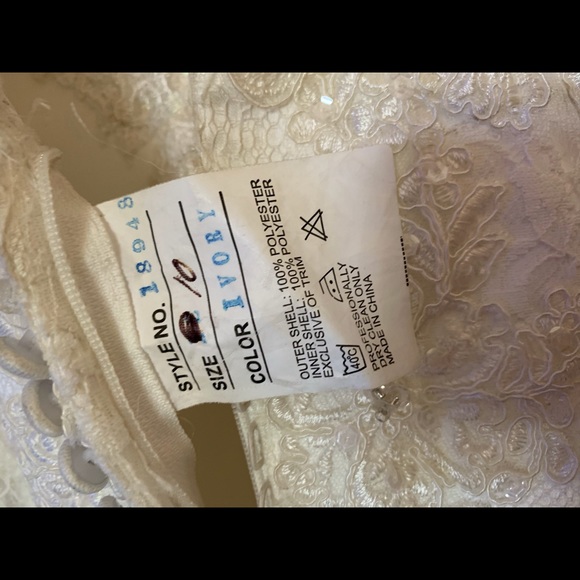 STYLE NO. 18948
SIZE 10
COLOR IVORY
OUTER SHELL: 100% POLYESTER
INNER SHELL: 100% POLYESTER
EXCLUSIVE OF TRIM
40°C
PROFESSIONALLY
DRY CLEAN ONLY
MADE IN CHINA